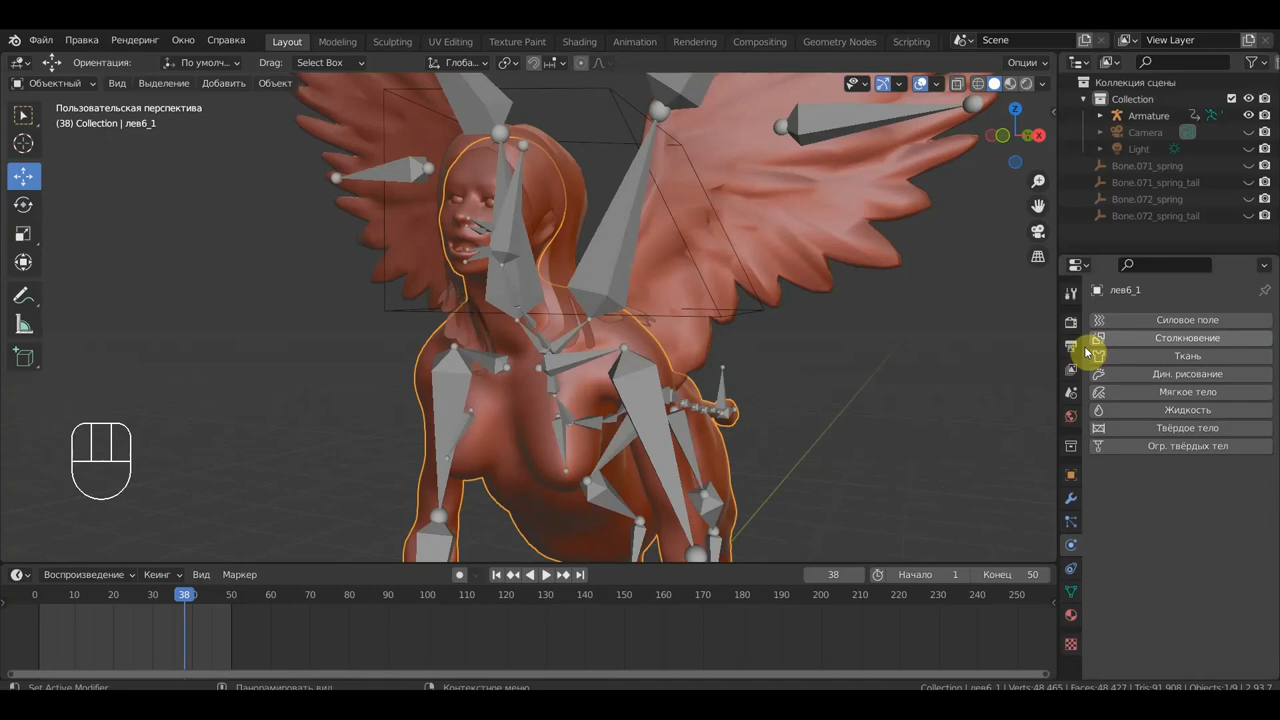 Файл Правка Рендеринг Окно Справка Layout Modeling Sculpting UV Editing Texture Paint Shading Animation Rendering Compositing Geometry Nodes Scripting Scene View Layer
Ориентация: По умолч... Drag: Select Box Глоба... Опции
Объектный Вид Выделение Добавить Объект
Пользовательская перспектива
(38) Collection | лев6_1
Z
X
Коллекция сцены
Collection
Armature
Camera
Light
Bone.071_spring
Bone.071_spring_tail
Bone.072_spring
Bone.072_spring_tail
лев6_1
Силовое поле
Столкновение
Ткань
Дин. рисование
Мягкое тело
Жидкость
Твёрдое тело
Огр. твёрдых тел
Воспроизведение Кеинг Вид Маркер 38 Начало 1 Конец 50
0 10 20 30 38 50 60 70 80 90 100 110 120 130 140 150 160 170 180 190 200 210 220 230 240 250
Set Active Modifier Панорамировать вид Контекстное меню Collection | лев6_1 | Verts:48,465 | Faces:48,427 | Tris:91,908 | Objects:1/9 | 2.93.7